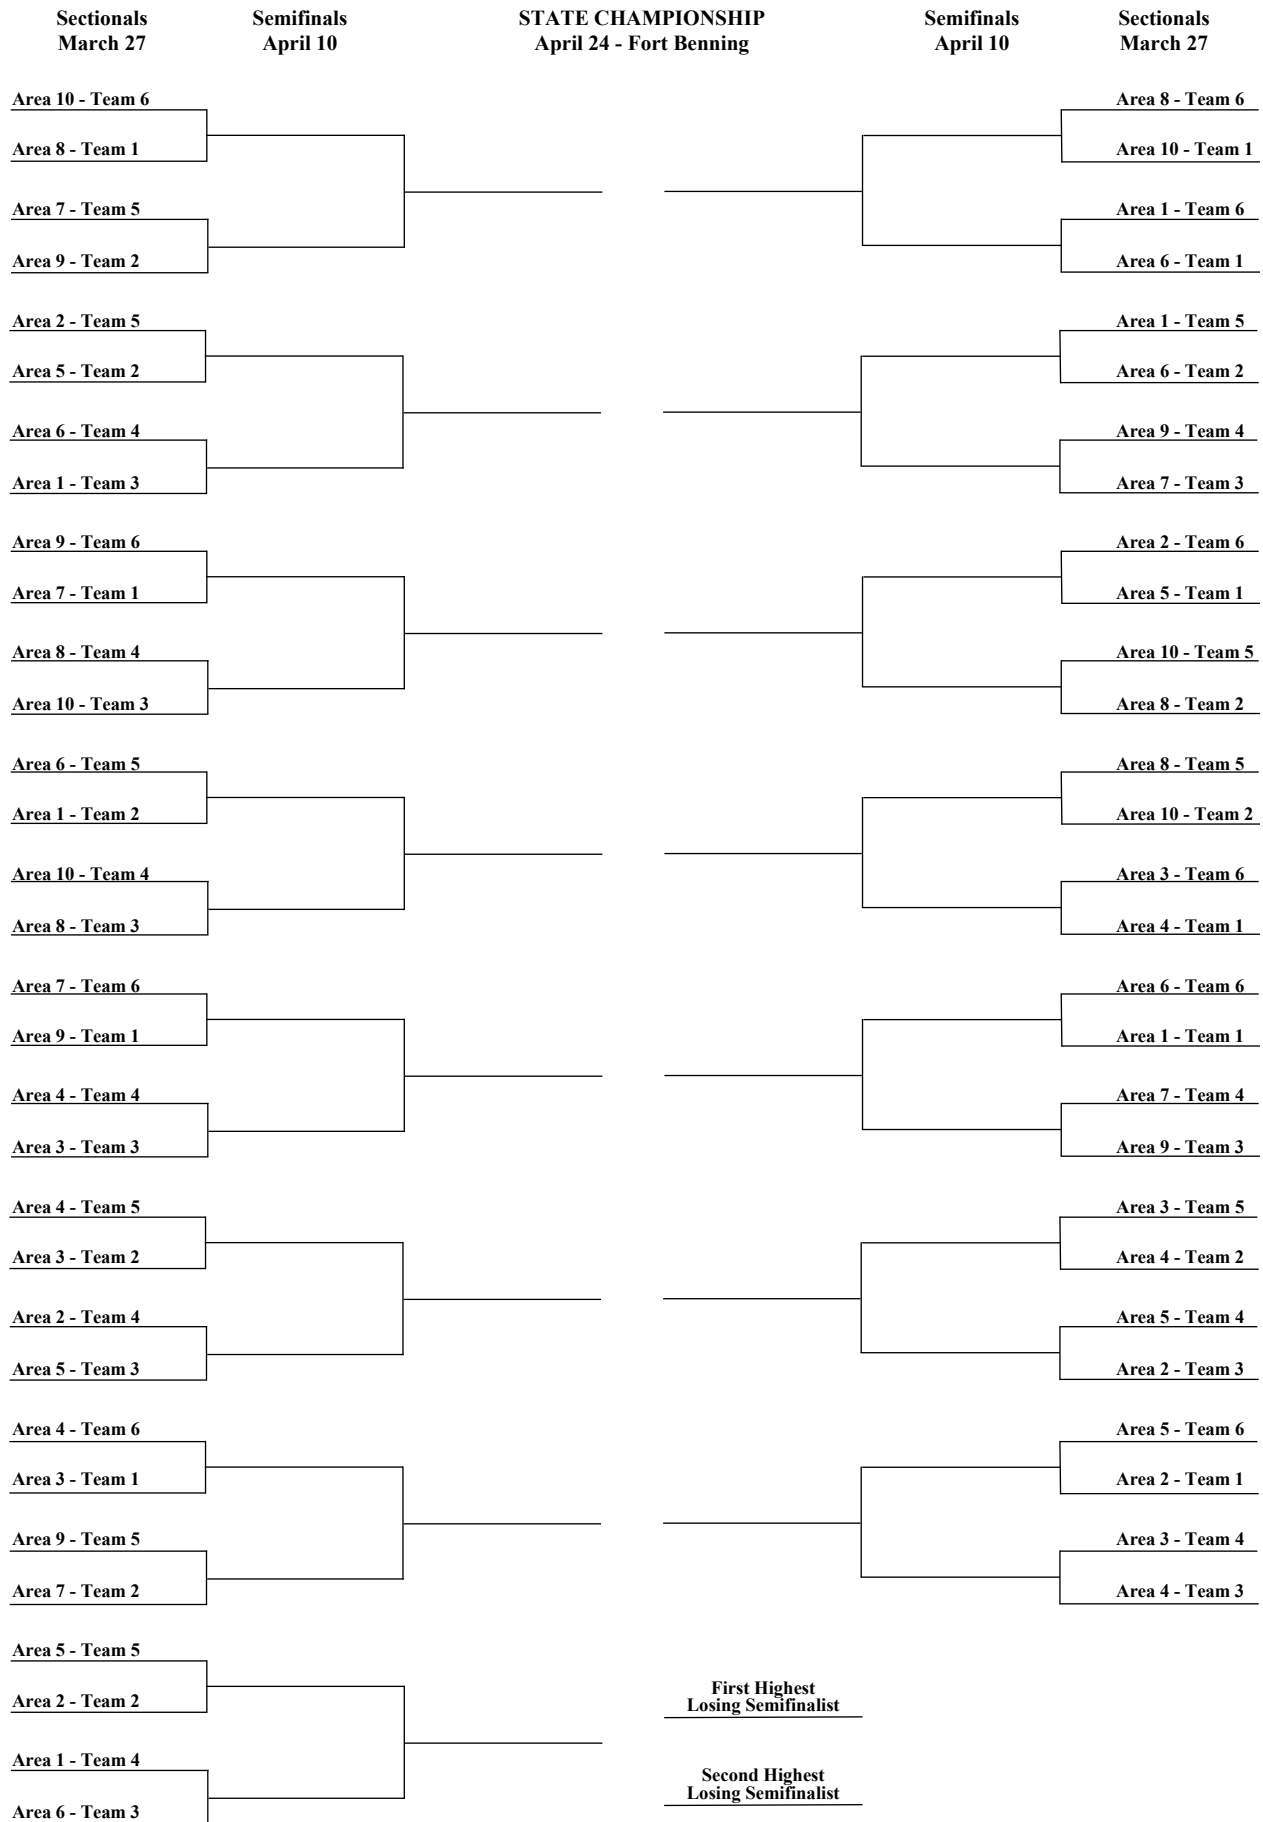 Sectionals
March 27
Semifinals
April 10
STATE CHAMPIONSHIP
April 24 - Fort Benning
Semifinals
April 10
Sectionals
March 27
Area 10 - Team 6
Area 8 - Team 1
Area 7 - Team 5
Area 9 - Team 2
Area 2 - Team 5
Area 5 - Team 2
Area 6 - Team 4
Area 1 - Team 3
Area 9 - Team 6
Area 7 - Team 1
Area 8 - Team 4
Area 10 - Team 3
Area 6 - Team 5
Area 1 - Team 2
Area 10 - Team 4
Area 8 - Team 3
Area 7 - Team 6
Area 9 - Team 1
Area 4 - Team 4
Area 3 - Team 3
Area 4 - Team 5
Area 3 - Team 2
Area 2 - Team 4
Area 5 - Team 3
Area 4 - Team 6
Area 3 - Team 1
Area 9 - Team 5
Area 7 - Team 2
Area 5 - Team 5
Area 2 - Team 2
Area 1 - Team 4
Area 6 - Team 3
First Highest
Losing Semifinalist
Second Highest
Losing Semifinalist
Area 8 - Team 6
Area 10 - Team 1
Area 1 - Team 6
Area 6 - Team 1
Area 1 - Team 5
Area 6 - Team 2
Area 9 - Team 4
Area 7 - Team 3
Area 2 - Team 6
Area 5 - Team 1
Area 10 - Team 5
Area 8 - Team 2
Area 8 - Team 5
Area 10 - Team 2
Area 3 - Team 6
Area 4 - Team 1
Area 6 - Team 6
Area 1 - Team 1
Area 7 - Team 4
Area 9 - Team 3
Area 3 - Team 5
Area 4 - Team 2
Area 5 - Team 4
Area 2 - Team 3
Area 5 - Team 6
Area 2 - Team 1
Area 3 - Team 4
Area 4 - Team 3